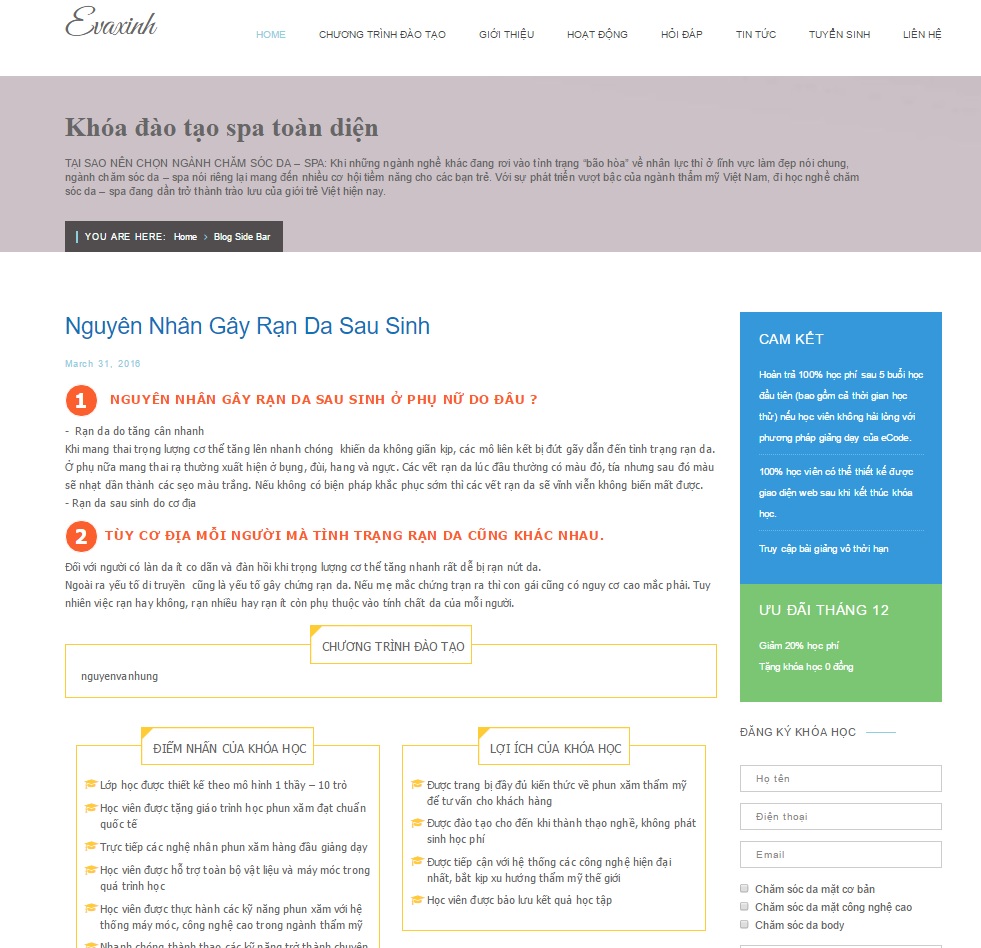 Evaxinh
HOME
CHƯƠNG TRÌNH ĐÀO TẠO
GIỚI THIỆU
HOẠT ĐỘNG
HỎI ĐÁP
TIN TỨC
TUYỂN SINH
LIÊN HỆ
Khóa đào tạo spa toàn diện
TẠI SAO NÊN CHỌN NGÀNH CHĂM SÓC DA – SPA: Khi những ngành nghề khác đang rơi vào tình trạng “bão hòa” về nhân lực thì ở lĩnh vực làm đẹp nói chung,
ngành chăm sóc da – spa nói riêng lại mang đến nhiều cơ hội tiềm năng cho các bạn trẻ. Với sự phát triển vượt bậc của ngành thẩm mỹ Việt Nam, đi học nghề chăm
sóc da – spa đang dần trở thành trào lưu của giới trẻ Việt hiện nay.
YOU ARE HERE: Home › Blog Side Bar
Nguyên Nhân Gây Rạn Da Sau Sinh
March 31, 2016
1 NGUYÊN NHÂN GÂY RẠN DA SAU SINH Ở PHỤ NỮ DO ĐÂU ?
- Rạn da do tăng cân nhanh
Khi mang thai trọng lượng cơ thể tăng lên nhanh chóng khiến da không giãn kịp, các mô liên kết bị đứt gãy dẫn đến tình trạng rạn da.
Ở phụ nữa mang thai rạ thường xuất hiện ở bụng, đùi, hang và ngực. Các vết rạn da lúc đầu thường có màu đỏ, tía nhưng sau đó màu
sẽ nhạt dần thành các sẹo màu trắng. Nếu không có biện pháp khắc phục sớm thì các vết rạn da sẽ vĩnh viễn không biến mất được.
- Rạn da sau sinh do cơ địa
2 TÙY CƠ ĐỊA MỖI NGƯỜI MÀ TÌNH TRẠNG RẠN DA CŨNG KHÁC NHAU.
Đối với người có làn da ít co dãn và đàn hồi khi trọng lượng cơ thể tăng nhanh rất dễ bị rạn nứt da.
Ngoài ra yếu tố di truyền cũng là yếu tố gây chứng rạn da. Nếu mẹ mắc chứng trạn ra thì con gái cũng có nguy cơ cao mắc phải. Tuy
nhiên việc rạn hay không, rạn nhiều hay rạn ít còn phụ thuộc vào tính chất da của mỗi người.
CHƯƠNG TRÌNH ĐÀO TẠO
nguyenvanhung
ĐIỂM NHẤN CỦA KHÓA HỌC
Lớp học được thiết kế theo mô hình 1 thầy – 10 trò
Học viên được tặng giáo trình học phun xăm đạt chuẩn
quốc tế
Trực tiếp các nghệ nhân phun xăm hàng đầu giảng dạy
Học viên được hỗ trợ toàn bộ vật liệu và máy móc trong
quá trình học
Học viên được thực hành các kỹ năng phun xăm với hệ
thống máy móc, công nghệ cao trong ngành thẩm mỹ
Nhanh chóng thành thạo các kỹ năng trở thành chuyên
LỢI ÍCH CỦA KHÓA HỌC
Được trang bị đầy đủ kiến thức về phun xăm thẩm mỹ
để tư vấn cho khách hàng
Được đào tạo cho đến khi thành thạo nghề, không phát
sinh học phí
Được tiếp cận với hệ thống các công nghệ hiện đại
nhất, bắt kịp xu hướng thẩm mỹ thế giới
Học viên được bảo lưu kết quả học tập
CAM KẾT
Hoàn trả 100% học phí sau 5 buổi học
đầu tiên (bao gồm cả thời gian học
thử) nếu học viên không hài lòng với
phương pháp giảng dạy của eCode.
100% học viên có thể thiết kế được
giao diện web sau khi kết thúc khóa
học.
Truy cập bài giảng vô thời hạn
ƯU ĐÃI THÁNG 12
Giảm 20% học phí
Tặng khóa học 0 đồng
ĐĂNG KÝ KHÓA HỌC
Họ tên
Điện thoại
Email
Chăm sóc da mặt cơ bản
Chăm sóc da mặt công nghệ cao
Chăm sóc da body